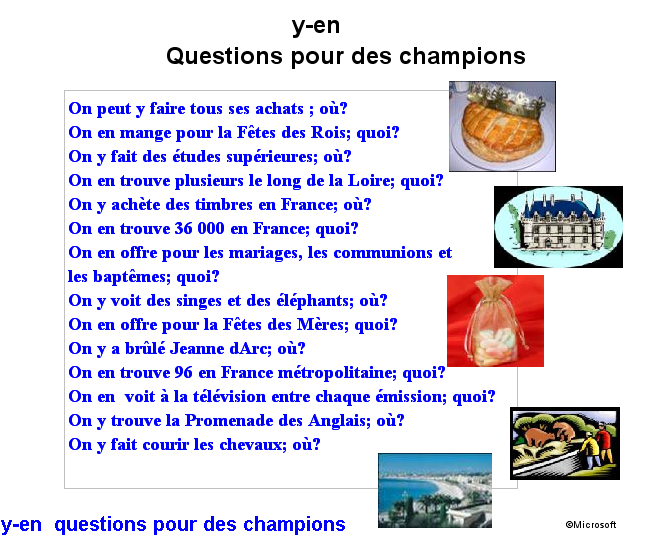 y-en
Questions pour des champions
On peut y faire tous ses achats ; où?
On en mange pour la Fêtes des Rois; quoi?
On y fait des études supérieures; où?
On en trouve plusieurs le long de la Loire; quoi?
On y achète des timbres en France; où?
On en trouve 36 000 en France; quoi?
On en offre pour les mariages, les communions et
les baptêmes; quoi?
On y voit des singes et des éléphants; où?
On en offre pour la Fêtes des Mères; quoi?
On y a brûlé Jeanne dArc; où?
On en trouve 96 en France métropolitaine; quoi?
On en  voit à la télévision entre chaque émission; quoi?
On y trouve la Promenade des Anglais; où?
On y fait courir les chevaux; où?
y-en  questions pour des champions
©Microsoft